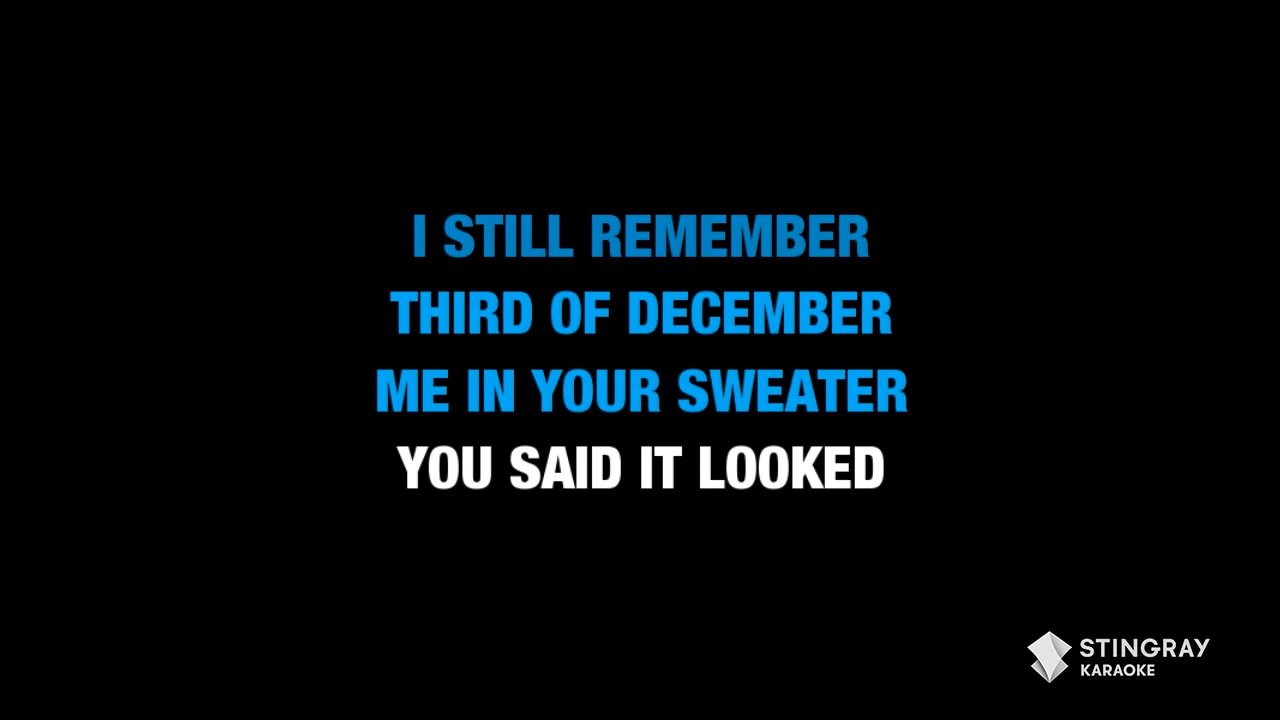 I STILL REMEMBER
THIRD OF DECEMBER
ME IN YOUR SWEATER
YOU SAID IT LOOKED
STINGRAY
KARAOKE